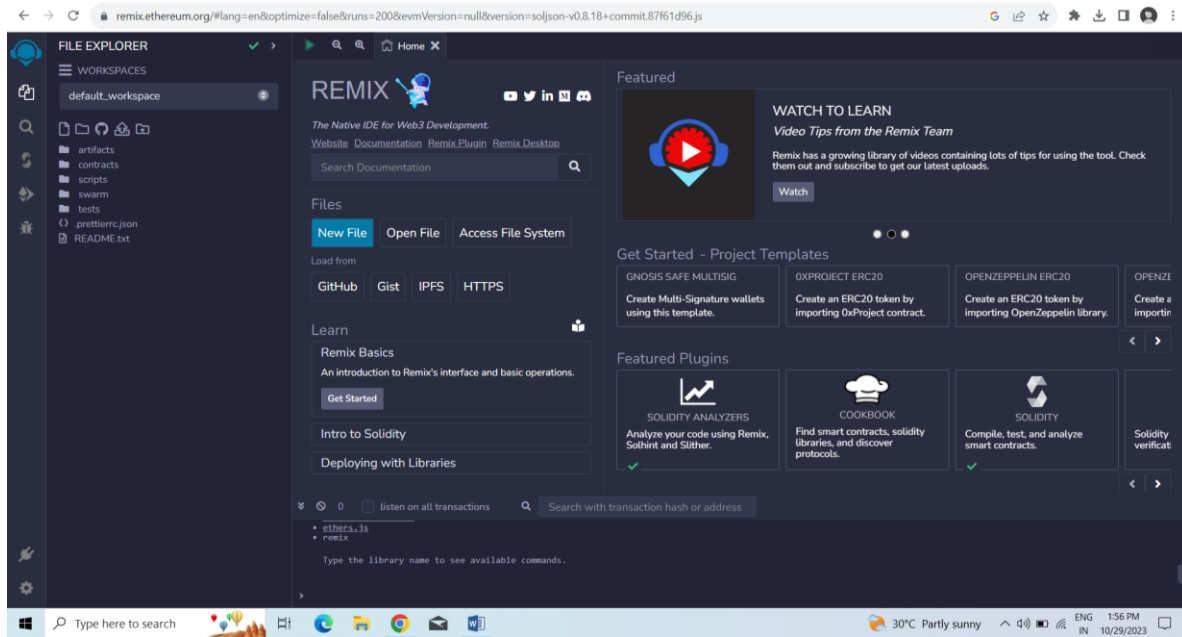 remix.ethereum.org/#lang=en&optimize=false&runs=200&evmVersion=null&version=soljson-v0.8.18+commit.87f61d96.js
FILE EXPLORER
WORKSPACES
default_workspace
artifacts
contracts
scripts
swarm
tests
.prettierrc.json
README.txt
Home
REMIX
The Native IDE for Web3 Development.
Website Documentation Remix Plugin Remix Desktop
Search Documentation
Files
New File Open File Access File System
Load from
GitHub Gist IPFS HTTPS
Learn
Remix Basics
An introduction to Remix's interface and basic operations.
Get Started
Intro to Solidity
Deploying with Libraries
Featured
WATCH TO LEARN
Video Tips from the Remix Team
Remix has a growing library of videos containing lots of tips for using the tool. Check
them out and subscribe to get our latest
uploads.
Watch
Get Started - Project Templates
GNOSIS SAFE MULTISIG
Create Multi-Signature wallets
using this template.
0XPROJECT ERC20
Create an ERC20 token by
importing 0xProject contract.
OPENZEPPELIN ERC20
Create an ERC20 token by
importing OpenZeppelin library.
OPENZE
Create a
importin
Featured Plugins
SOLIDITY ANALYZERS
Analyze your code using Remix,
Solhint and Slither.
COOKBOOK
Find smart contracts, solidity
libraries, and discover
protocols.
SOLIDITY
Compile, test, and analyze
smart contracts.
Solidity
verificati
0 listen on all transactions Search with transaction hash or address
ethers.js
remix
Type the library name to see available commands.
>
Type here to search
30°C Partly sunny
ENG
IN
1:56 PM
10/29/2023